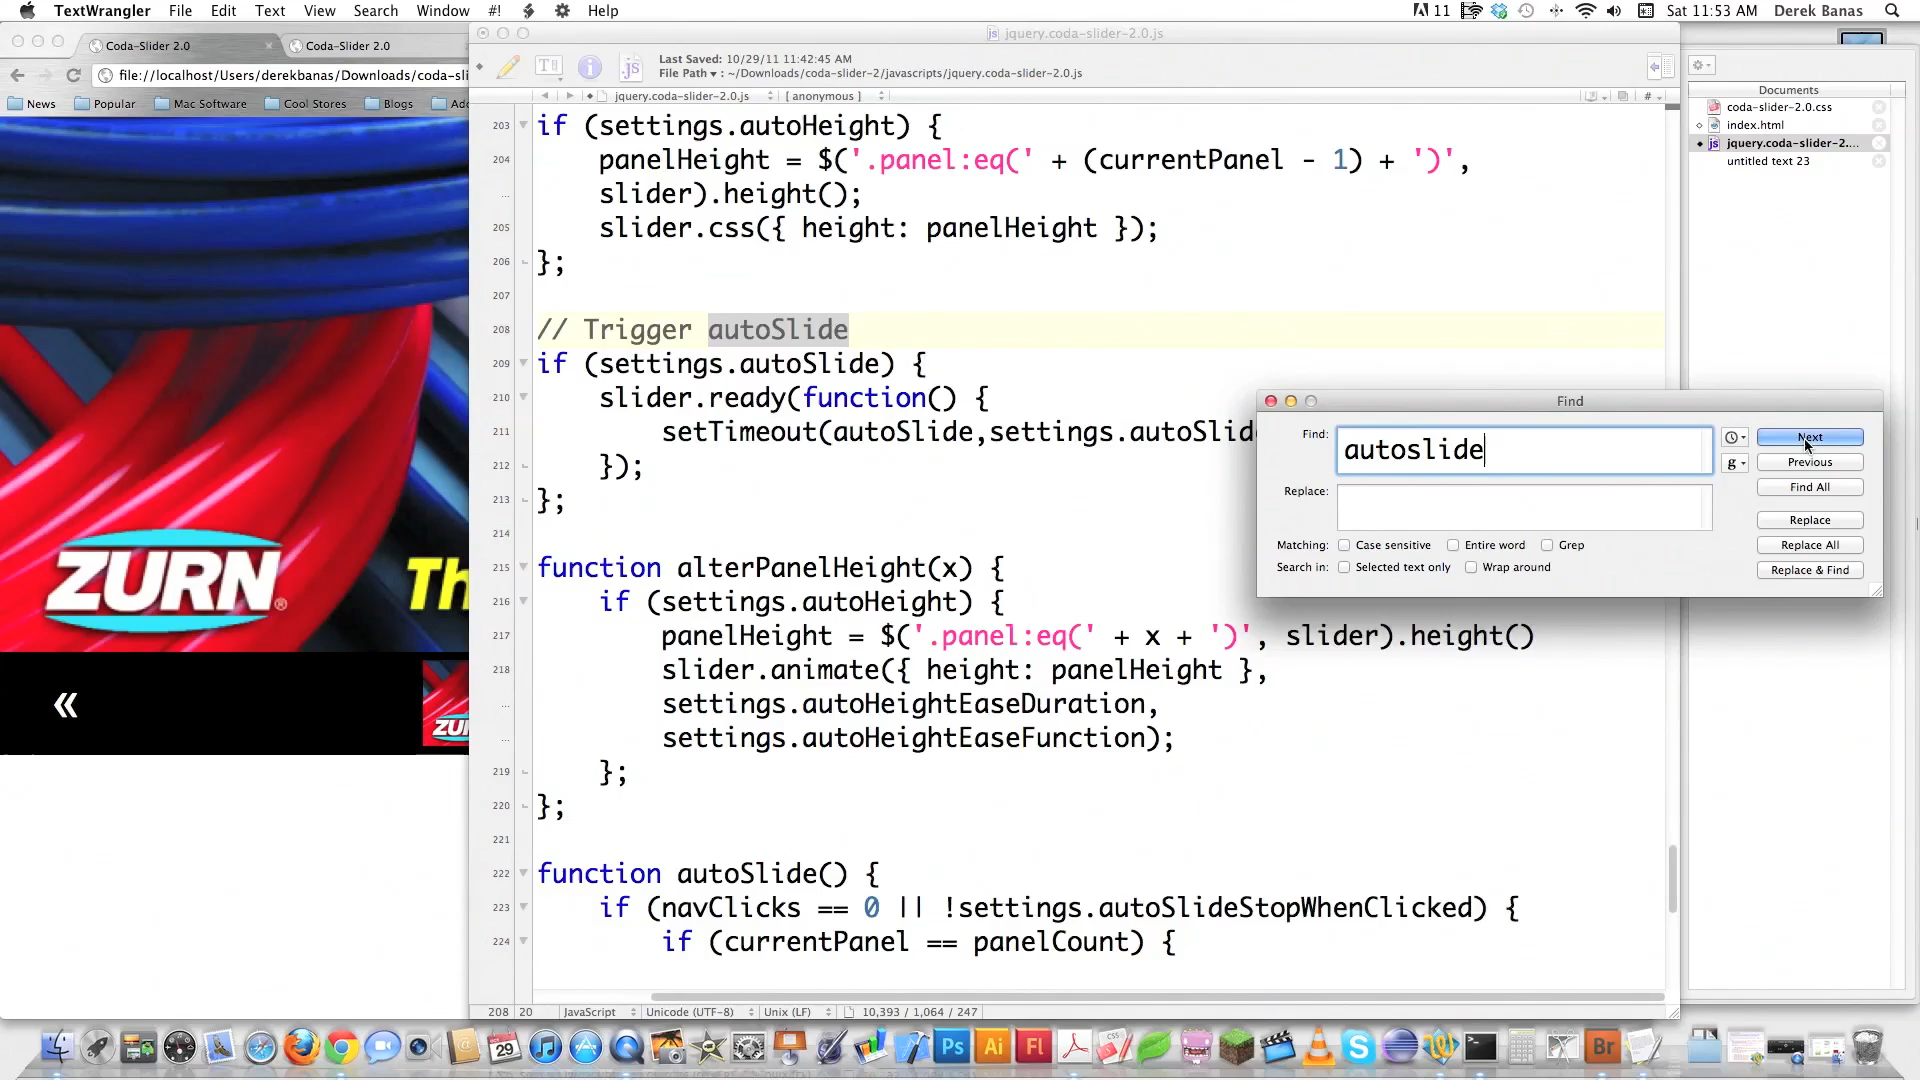 TextWrangler File Edit Text View Search Window #! Help
11 Sat 11:53 AM Derek Banas
Coda-Slider 2.0
Coda-Slider 2.0
file://localhost/Users/derekbanas/Downloads/coda-sl
News Popular Mac Software Cool Stores Blogs
ZURN®
Th
«
jquery.coda-slider-2.0.js
Last Saved: 10/29/11 11:42:45 AM
File Path ▾ : ~/Downloads/coda-slider-2/javascripts/jquery.coda-slider-2.0.js
jquery.coda-slider-2.0.js [ anonymous ]
203 if (settings.autoHeight) {
204 panelHeight = $('.panel:eq(' + (currentPanel - 1) + ')',
... slider).height();
205 slider.css({ height: panelHeight });
206 };
207
208 // Trigger autoSlide
209 if (settings.autoSlide) {
210 slider.ready(function() {
211 setTimeout(autoSlide,settings.autoSlid
212 });
213 };
214
215 function alterPanelHeight(x) {
216 if (settings.autoHeight) {
217 panelHeight = $('.panel:eq(' + x + ')', slider).height()
218 slider.animate({ height: panelHeight },
... settings.autoHeightEaseDuration,
... settings.autoHeightEaseFunction);
219 };
220 };
221
222 function autoSlide() {
223 if (navClicks == 0 || !settings.autoSlideStopWhenClicked) {
224 if (currentPanel == panelCount) {
208 20 JavaScript Unicode (UTF-8) Unix (LF) 10,393 / 1,064 / 247
Documents
coda-slider-2.0.css
index.html
jquery.coda-slider-2....
untitled text 23
Find
Find: autoslide
Replace:
Matching: Case sensitive Entire word Grep
Search in: Selected text only Wrap around
g
Next
Previous
Find All
Replace
Replace All
Replace & Find
29
Ps Ai Fl
Br